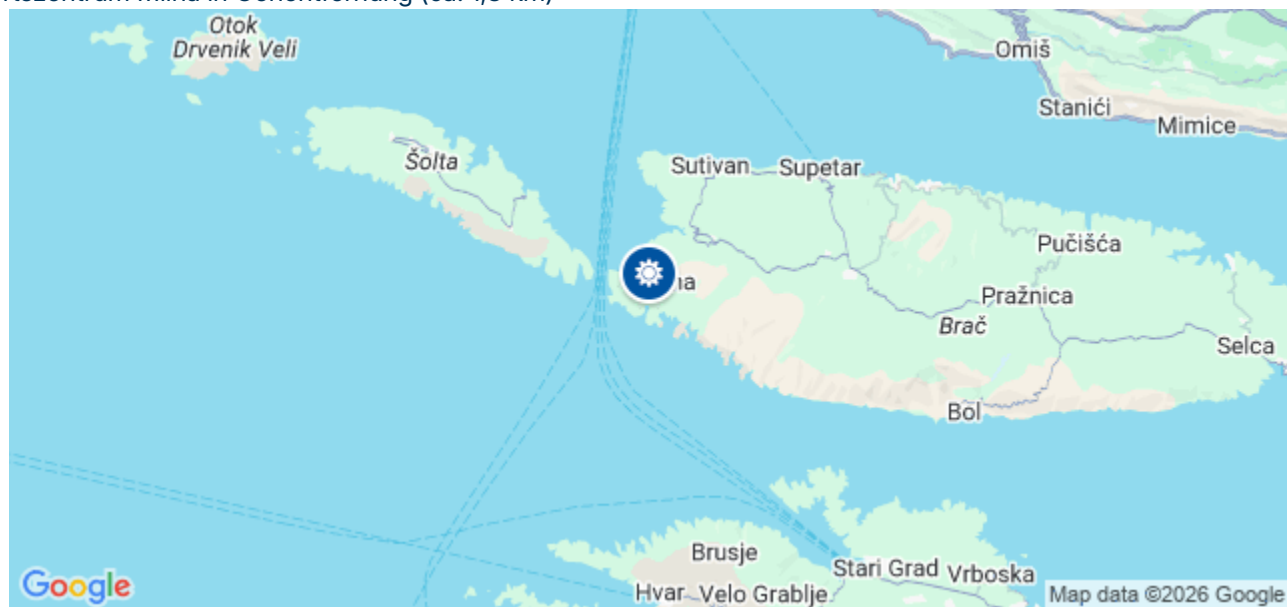 Otok
Drvenik Veli
Omiš
Stanići
Mimice
Šolta
Sutivan
Supetar
Pučišća
na
Pražnica
Brač
Selca
Bol
Brusje
Stari Grad
Vrboska
Hvar
Velo Grablje
Google
Map data ©2026 Google